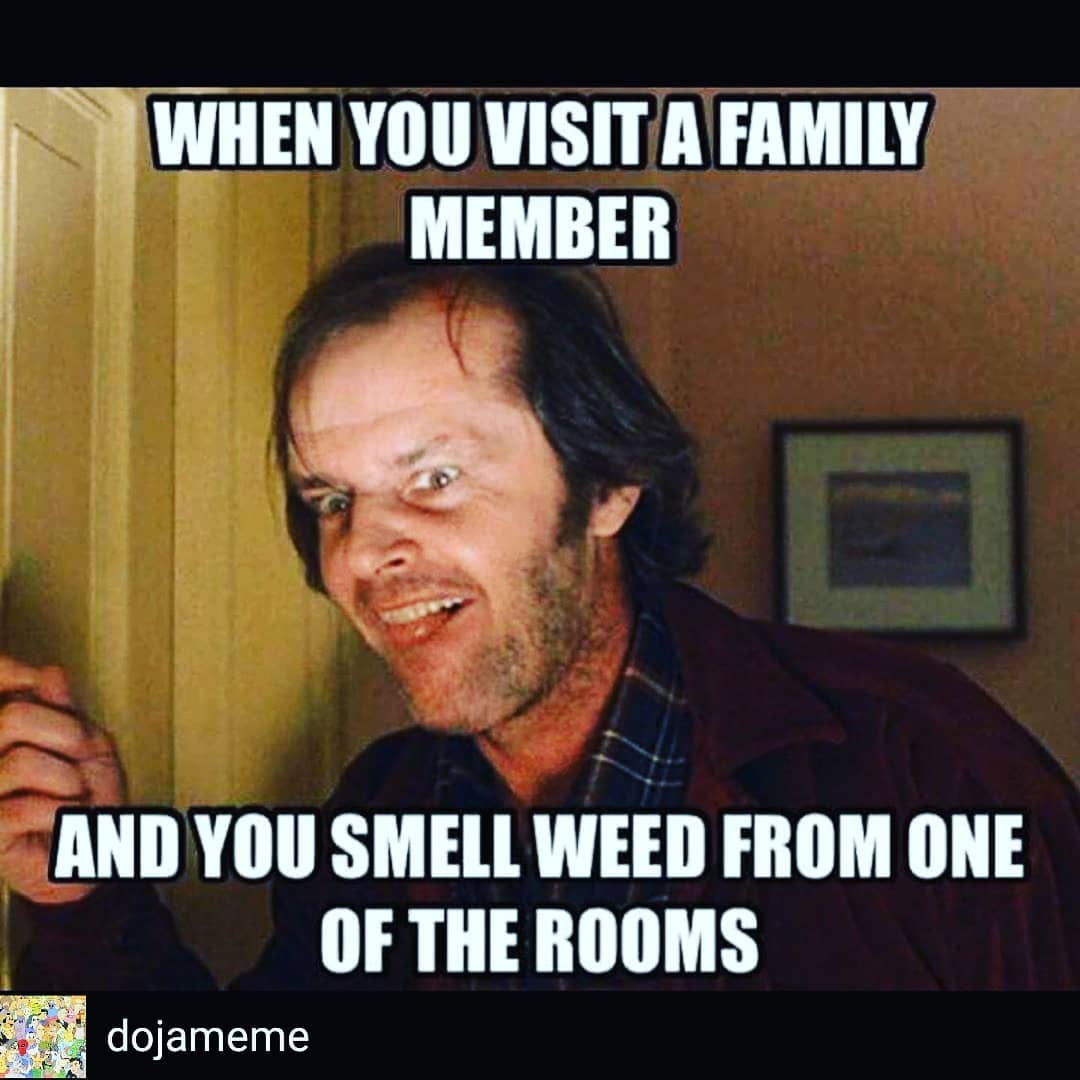 WHEN YOU VISIT A FAMILY
MEMBER
AND YOU SMELL WEED FROM ONE
OF THE ROOMS
dojameme